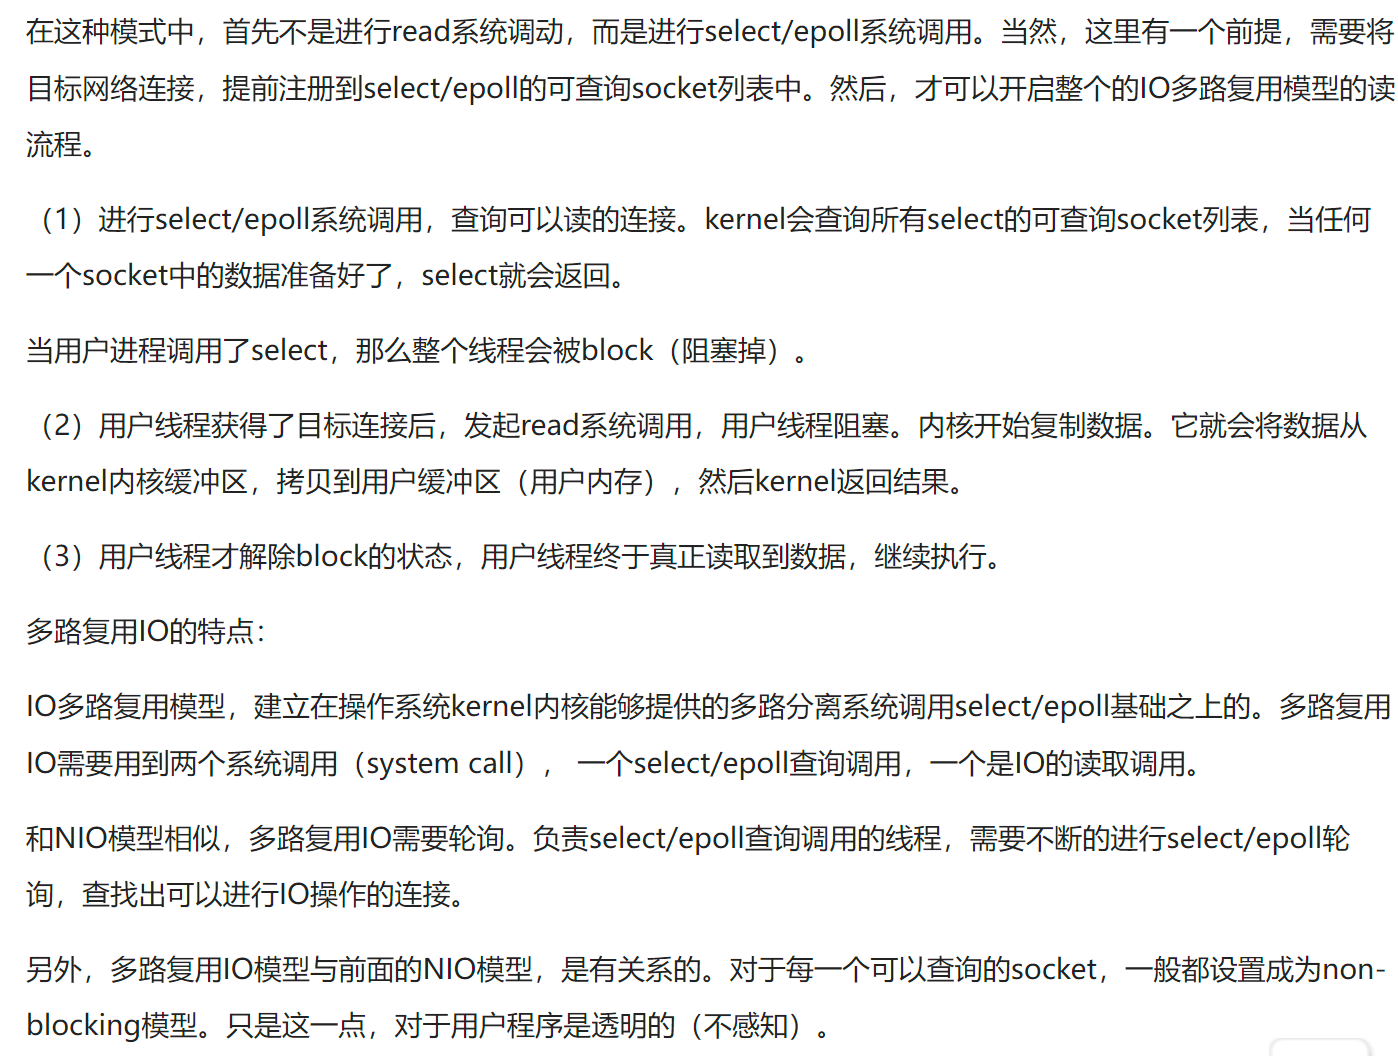 在这种模式中，首先不是进行read系统调动，而是进行select/epoll系统调用。当然，这里有一个前提，需要将
目标网络连接，提前注册到select/epoll的可查询socket列表中。然后，才可以开启整个的IO多路复用模型的读
流程。
（1）进行select/epoll系统调用，查询可以读的连接。kernel会查询所有select的可查询socket列表，当任何
一个socket中的数据准备好了，select就会返回。
当用户进程调用了select，那么整个线程会被block（阻塞掉）。
（2）用户线程获得了目标连接后，发起read系统调用，用户线程阻塞。内核开始复制数据。它就会将数据从
kernel内核缓冲区，拷贝到用户缓冲区（用户内存），然后kernel返回结果。
（3）用户线程才解除block的状态，用户线程终于真正读取到数据，继续执行。
多路复用IO的特点：
IO多路复用模型，建立在操作系统kernel内核能够提供的多路分离系统调用select/epoll基础之上的。多路复用
IO需要用到两个系统调用（system call）， 一个select/epoll查询调用，一个是IO的读取调用。
和NIO模型相似，多路复用IO需要轮询。负责select/epoll查询调用的线程，需要不断的进行select/epoll轮
询，查找出可以进行IO操作的连接。
另外，多路复用IO模型与前面的NIO模型，是有关系的。对于每一个可以查询的socket，一般都设置成为non-
blocking模型。只是这一点，对于用户程序是透明的（不感知）。